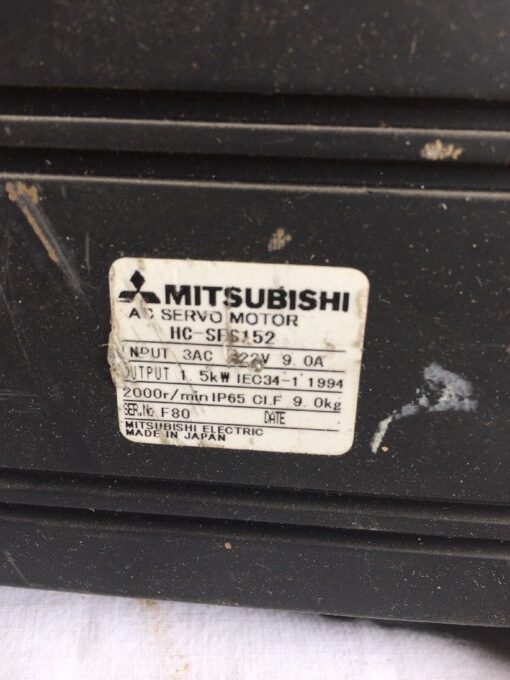 MITSUBISHI
AC SERVO MOTOR
HC-SFS152
INPUT 3AC 9.0A
OUTPUT 1.5kW IEC34-1 1994
2000r/min IP65 Cl.F 9.0kg
SER.No F80 DATE
MITSUBISHI ELECTRIC
MADE IN JAPAN